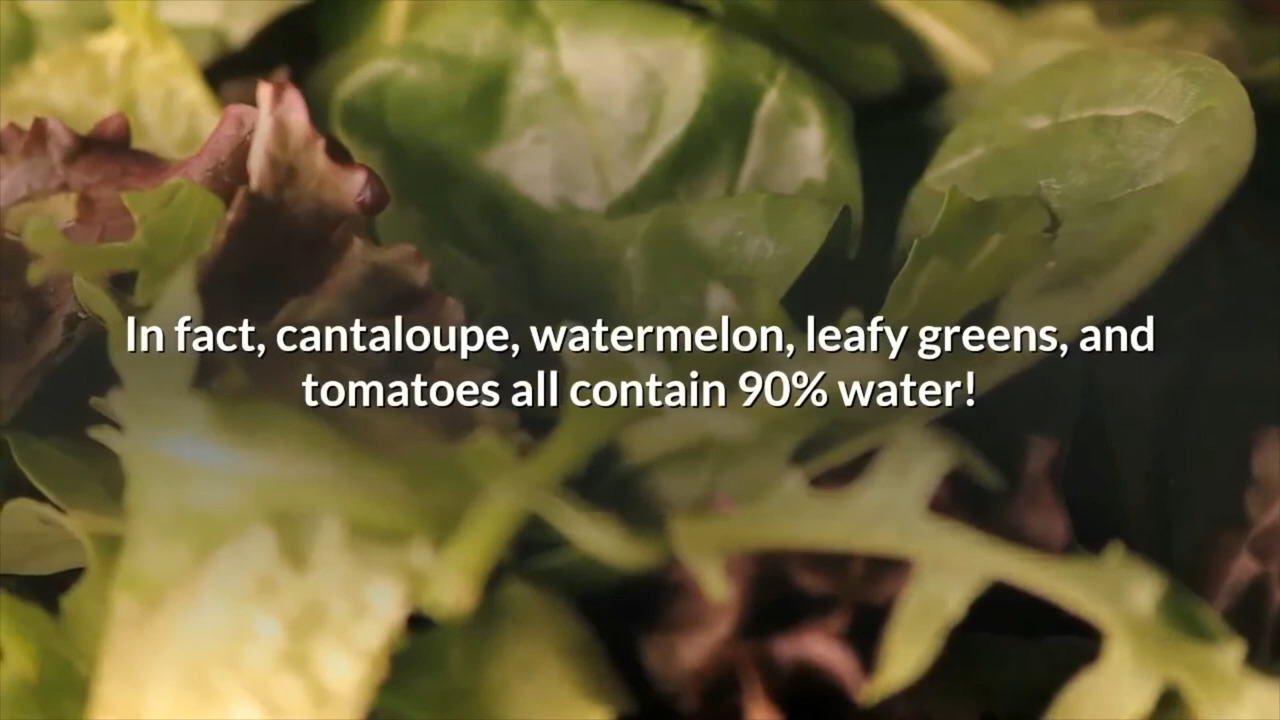 In fact, cantaloupe, watermelon, leafy greens, and
tomatoes all contain 90% water!